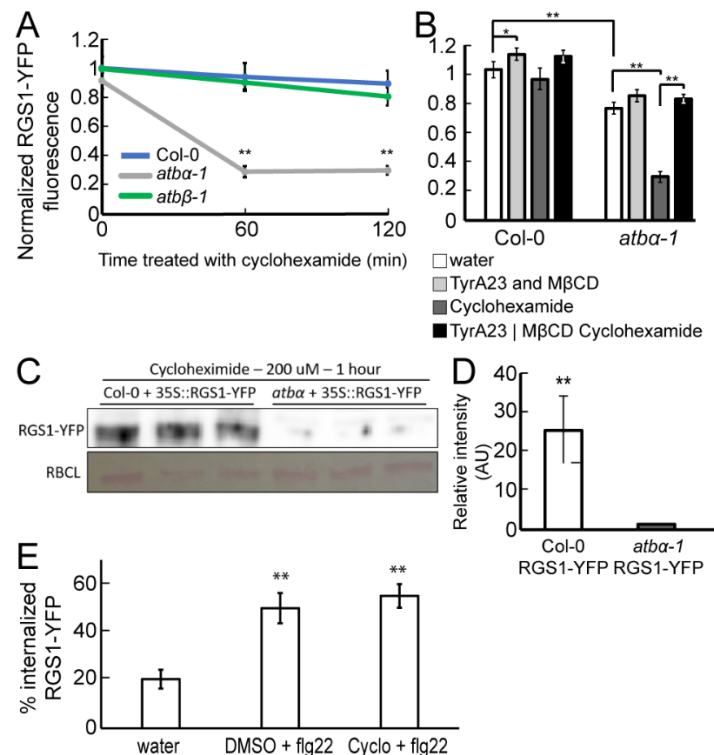 A
Normalized RGS1-YFP
fluorescence
1.2
1
0.8
0.6
0.4
0.2
0
Col-0
atbα-1
atbβ-1
**
**
0
60
120
Time treated with cyclohexamide (min)
B
1.2
1
0.8
0.6
0.4
0.2
0
*
**
**
**
Col-0
atbα-1
water
TyrA23 and MβCD
Cyclohexamide
TyrA23 | MβCD Cyclohexamide
C
Cycloheximide – 200 uM – 1 hour
Col-0 + 35S::RGS1-YFP
atbα + 35S::RGS1-YFP
RGS1-YFP
RBCL
D
Relative intensity
(AU)
40
30
20
10
0
**
Col-0
RGS1-YFP
atbα-1
RGS1-YFP
E
% internalized
RGS1-YFP
60
40
20
0
**
**
water
DMSO + flg22
Cyclo + flg22